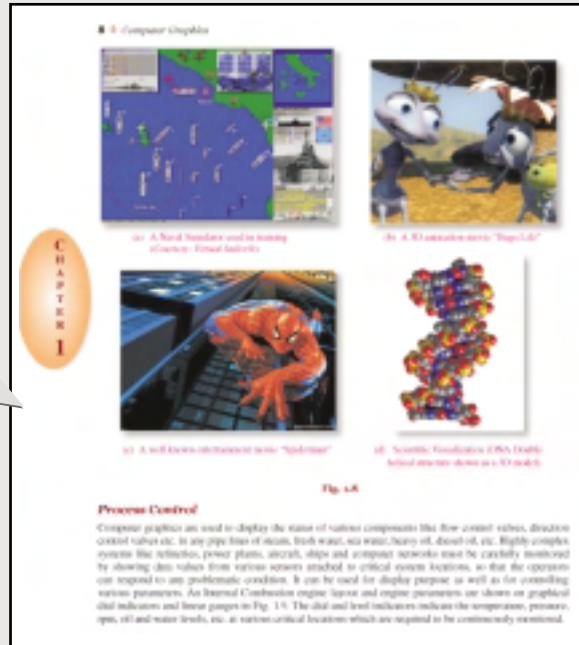 8 Computer Graphics
(a) A Naval Simulator used in training
(courtesy: Virtual
(b) A 3D animation movie "Bugs Life"
CHAPTER 1
(c) A well known entertainment movie "Spiderman"
(d) Scientific Visualization (DNA Double
helical structure shown as a 3D model)
Fig. 1.8
Process Control
Computer graphics are used to display the status of various components like flow control valves, direction
control valves etc. in any pipe lines of steam, fresh water, sea water, heavy oil, diesel oil, etc. Highly complex
systems like refineries, power plants, aircraft, ships and computer networks must be carefully monitored
by showing data values from various sensors attached to critical system locations, so that the operators
can respond to any problematic condition. It can be used for display purpose as well as for controlling
various parameters. An Internal Combustion engine layout and engine parameters are shown on graphical
dial indicators and linear gauges in Fig. 1.9. The dial and level indicators indicate the temperature, pressure,
rpm, oil and water levels, etc. at various critical locations which are required to be continuously monitored.